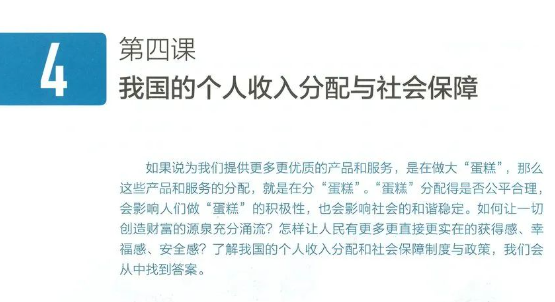 4
第四课
我国的个人收入分配与社会保障
如果说为我们提供更多更优质的产品和服务，是在做大“蛋糕”，那么
这些产品和服务的分配，就是在分“蛋糕”。“蛋糕”分配得是否公平合理，
会影响人们做“蛋糕”的积极性，也会影响社会的和谐稳定。如何让一切
创造财富的源泉充分涌流？怎样让人民有更多更直接更实在的获得感、幸
福感、安全感？了解我国的个人收入分配和社会保障制度与政策，我们会
从中找到答案。